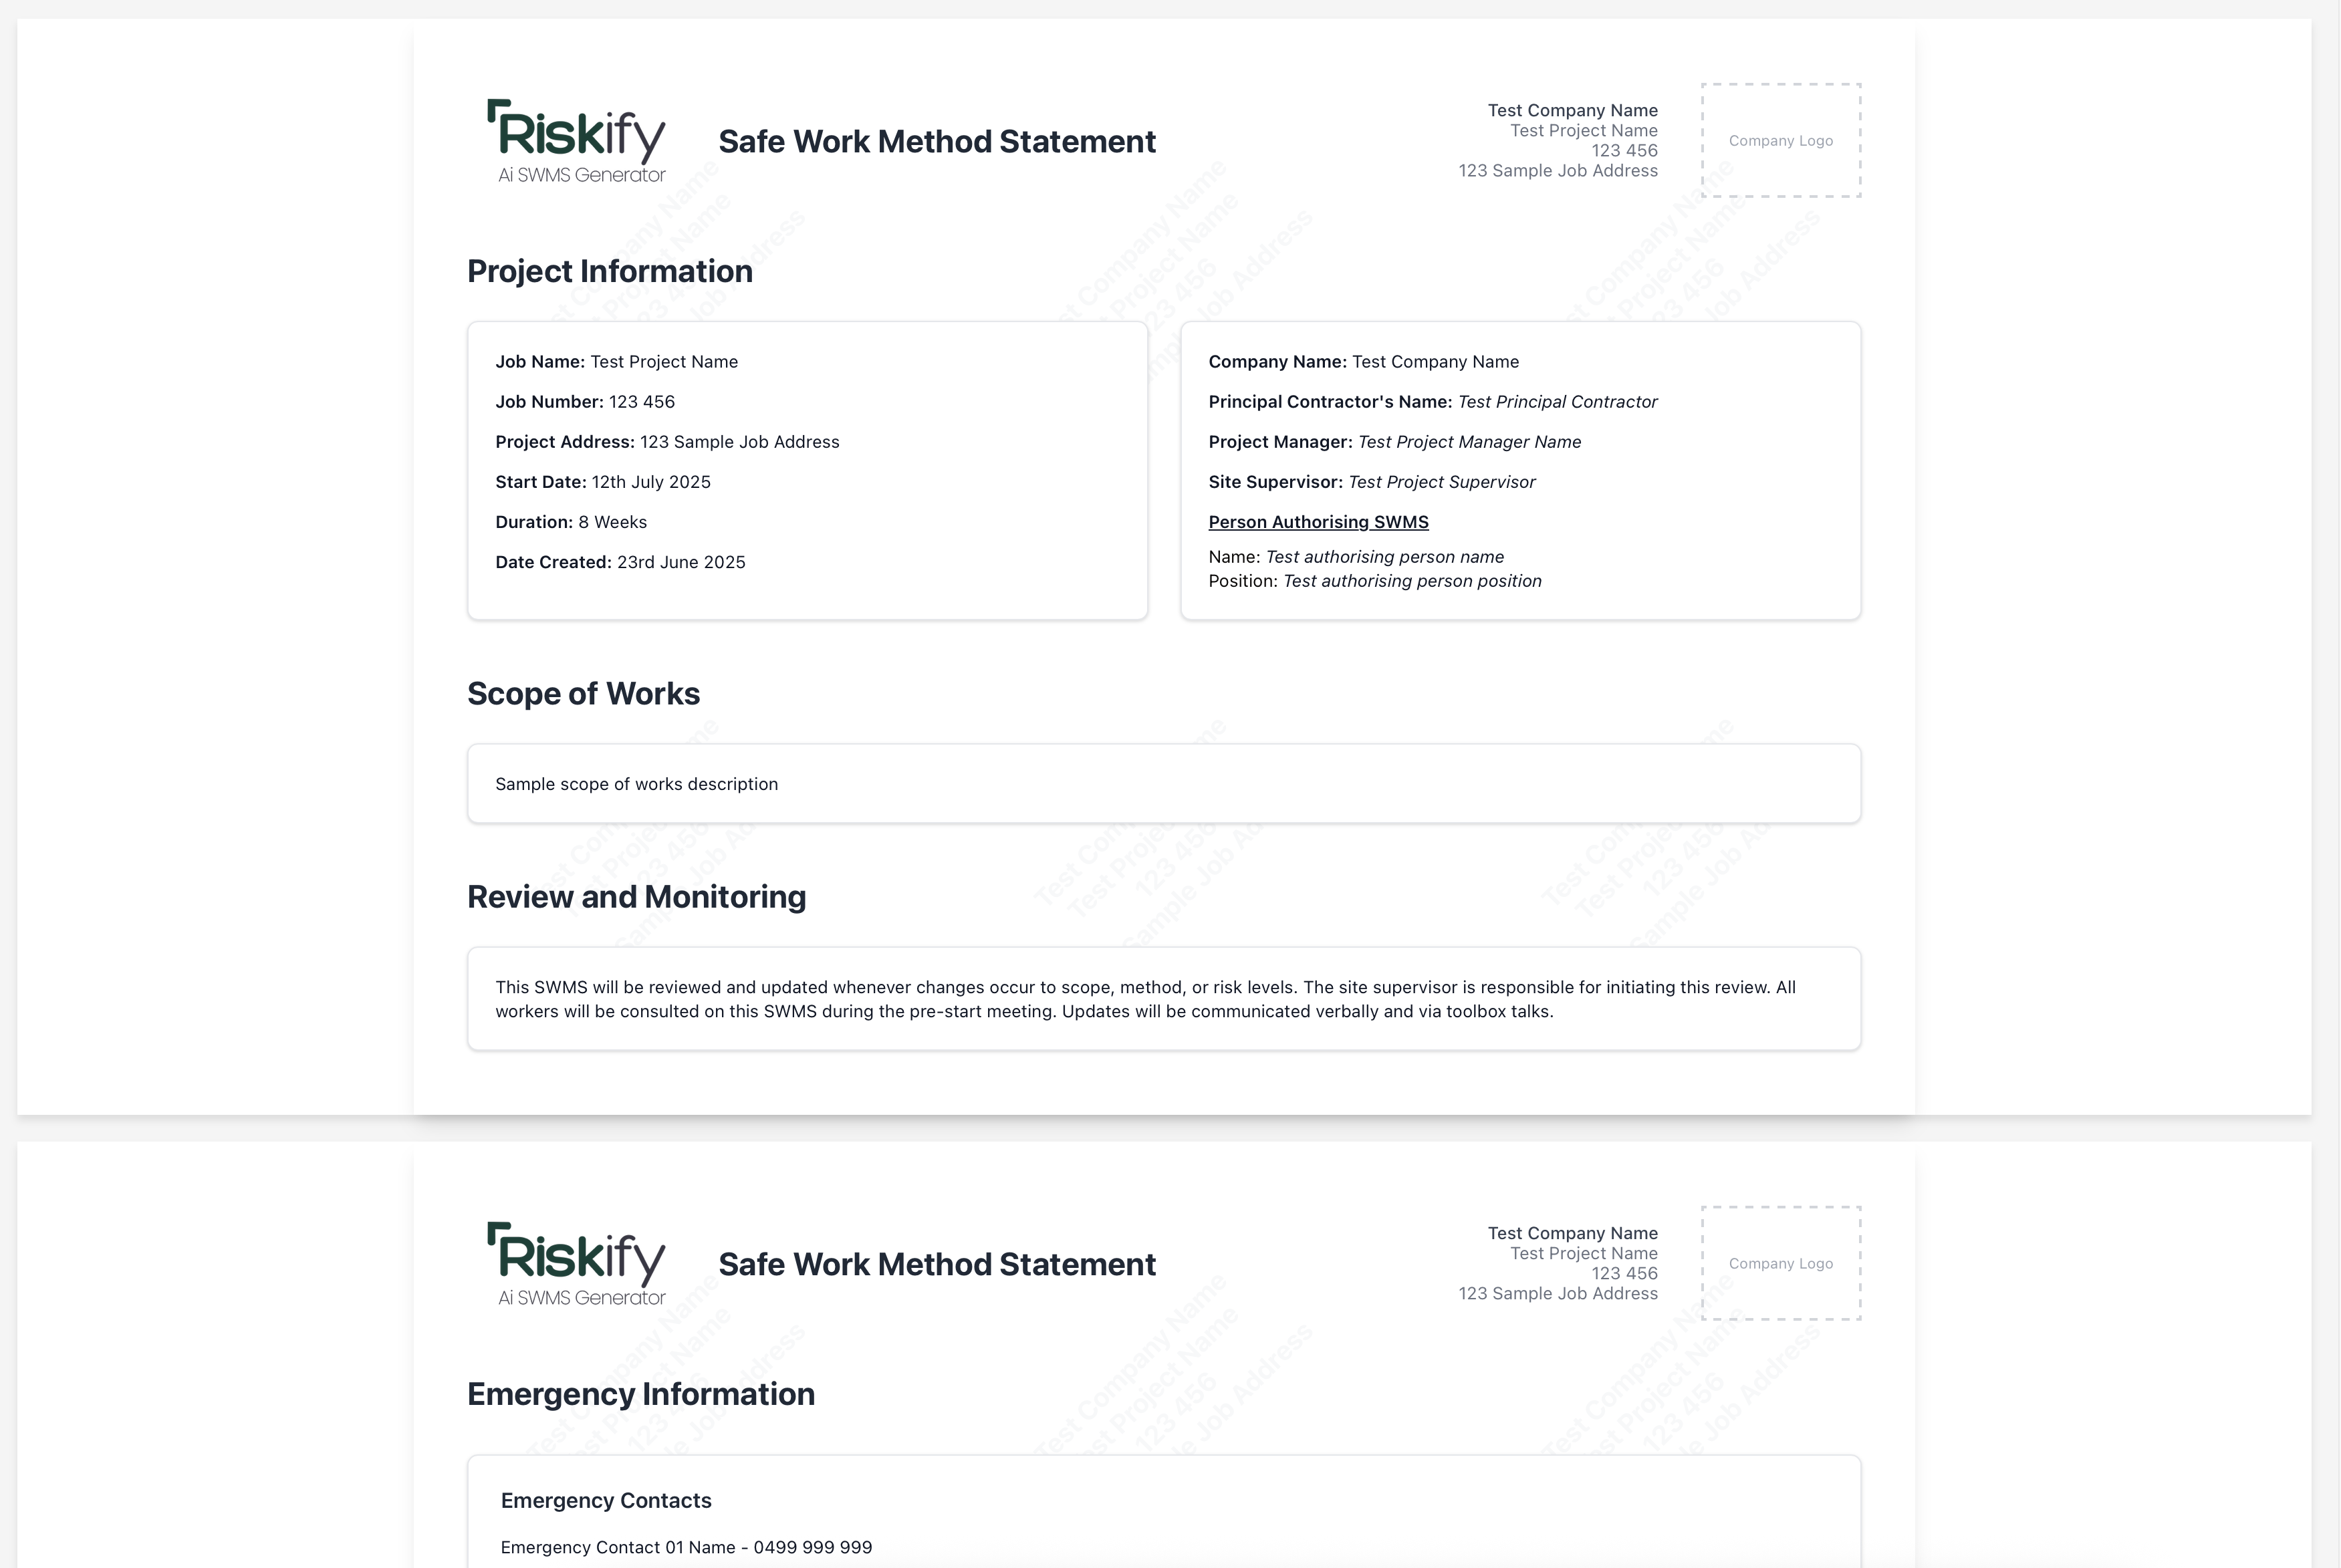 Riskify
Ai SWMS Generator
Safe Work Method Statement
Test Company Name
Test Project Name
123 456
123 Sample Job Address
Company Logo
Project Information
Job Name: Test Project Name
Job Number: 123 456
Project Address: 123 Sample Job Address
Start Date: 12th July 2025
Duration: 8 Weeks
Date Created: 23rd June 2025
Company Name: Test Company Name
Principal Contractor's Name: Test Principal Contractor
Project Manager: Test Project Manager Name
Site Supervisor: Test Project Supervisor
Person Authorising SWMS
Name: Test authorising person name
Position: Test authorising person position
Scope of Works
Sample scope of works description
Review and Monitoring
This SWMS will be reviewed and updated whenever changes occur to scope, method, or risk levels. The site supervisor is responsible for initiating this review. All
workers will be consulted on this SWMS during the pre-start meeting. Updates will be communicated verbally and via toolbox talks.
Riskify
Ai SWMS Generator
Safe Work Method Statement
Test Company Name
Test Project Name
123 456
123 Sample Job Address
Company Logo
Emergency Information
Emergency Contacts
Emergency Contact 01 Name - 0499 999 999